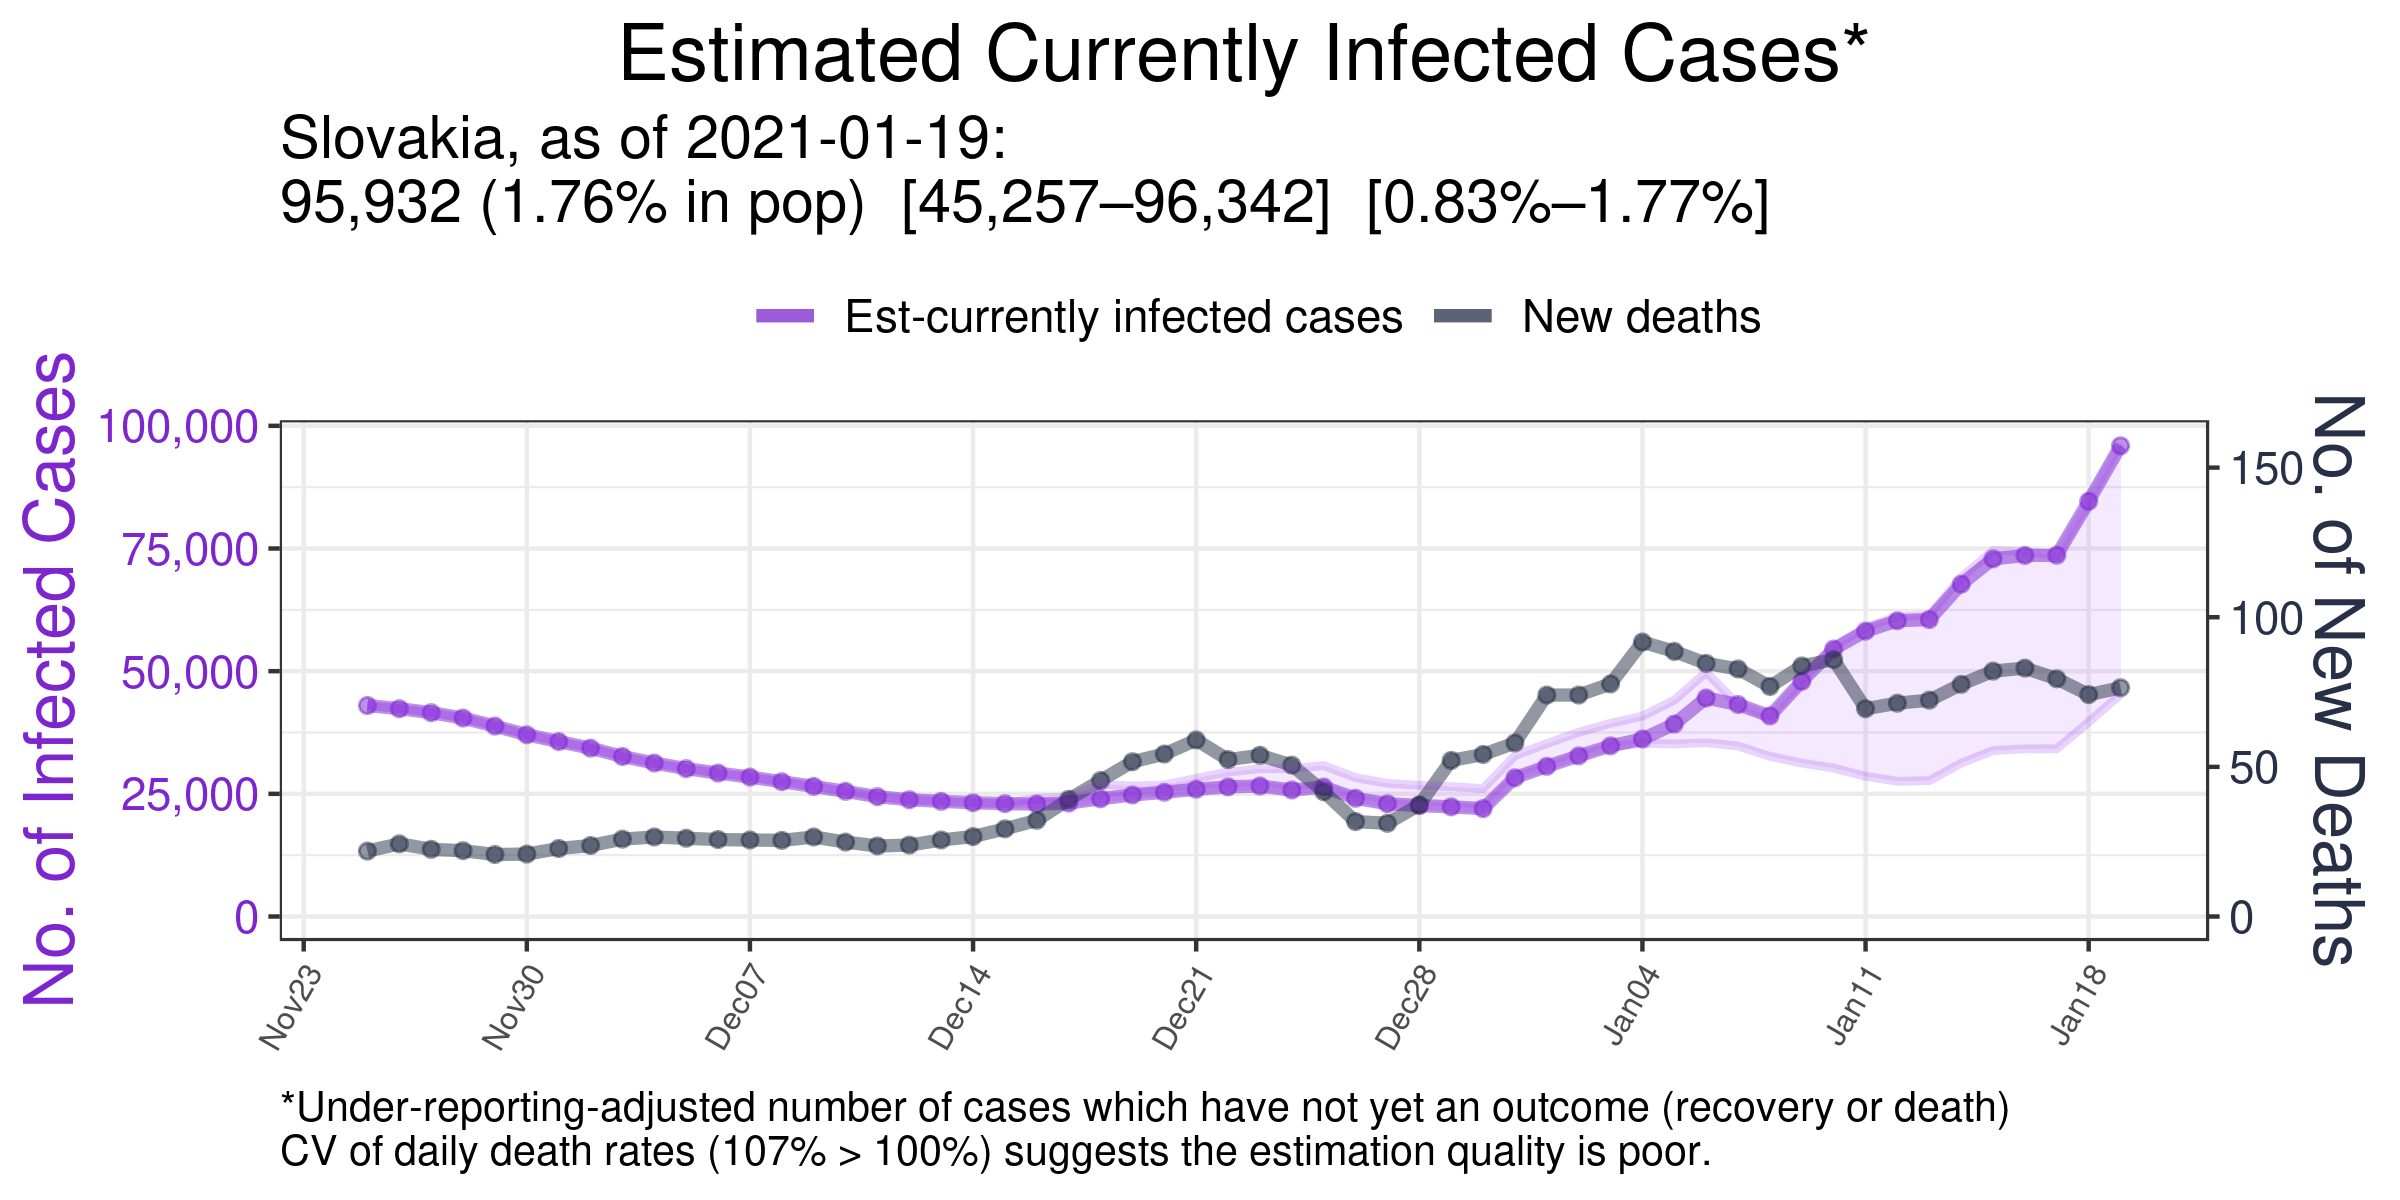 Estimated Currently Infected Cases*
Slovakia, as of 2021-01-19:
95,932 (1.76% in pop)  [45,257–96,342]  [0.83%–1.77%]
Est-currently infected cases
New deaths
No. of Infected Cases
100,000
75,000
50,000
25,000
0
150
100
50
0
No. of New Deaths
Nov23
Nov30
Dec07
Dec14
Dec21
Dec28
Jan04
Jan11
Jan18
*Under-reporting-adjusted number of cases which have not yet an outcome (recovery or death)
CV of daily death rates (107% > 100%) suggests the estimation quality is poor.